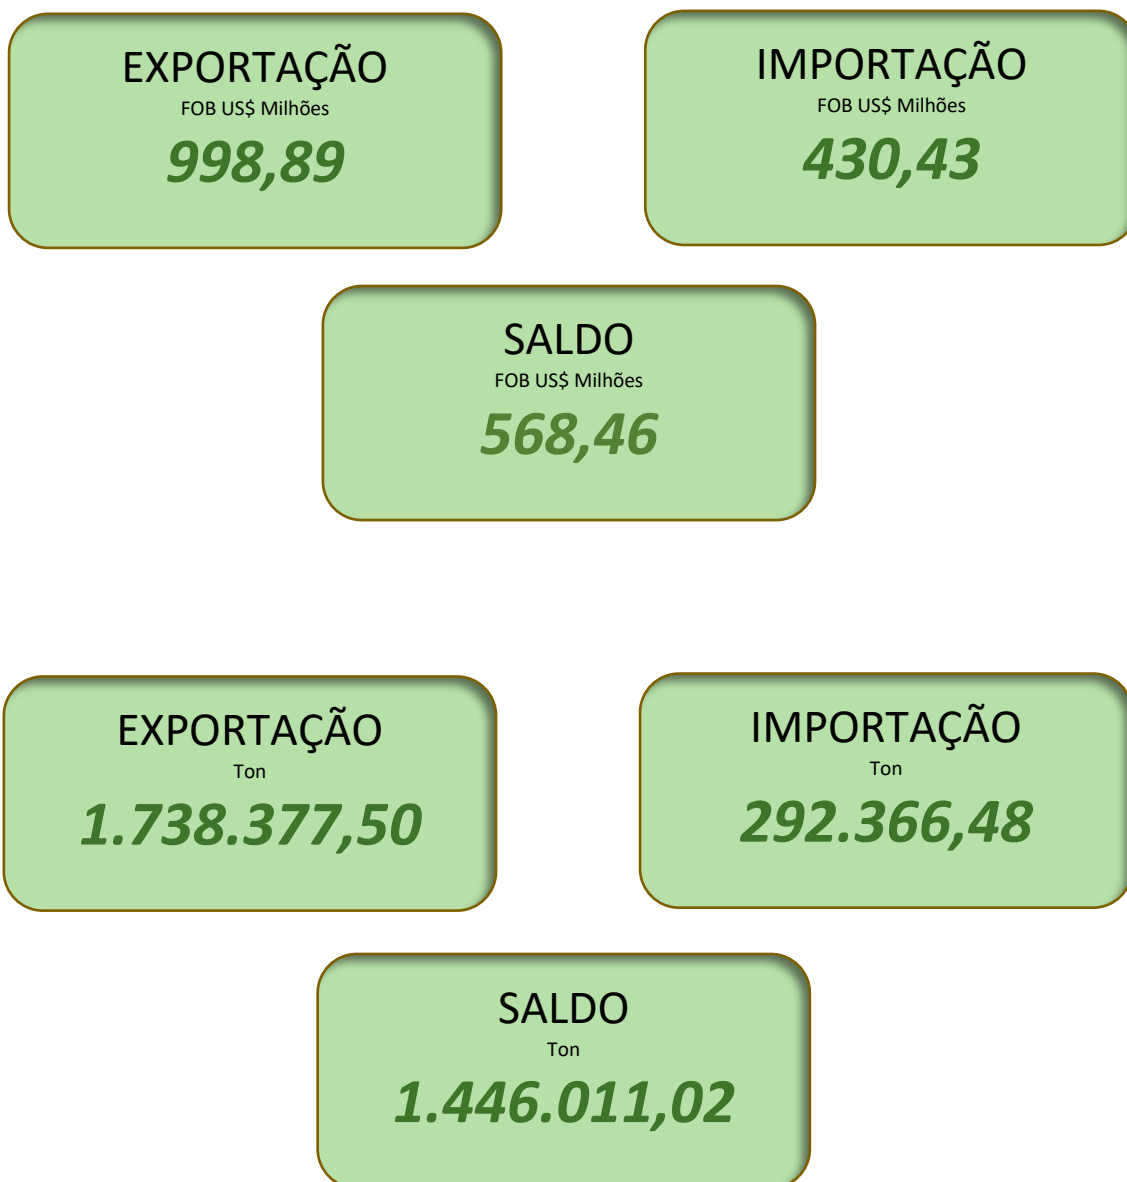 EXPORTAÇÃO
FOB US$ Milhões
998,89
IMPORTAÇÃO
FOB US$ Milhões
430,43
SALDO
FOB US$ Milhões
568,46
EXPORTAÇÃO
Ton
1.738.377,50
IMPORTAÇÃO
Ton
292.366,48
SALDO
Ton
1.446.011,02